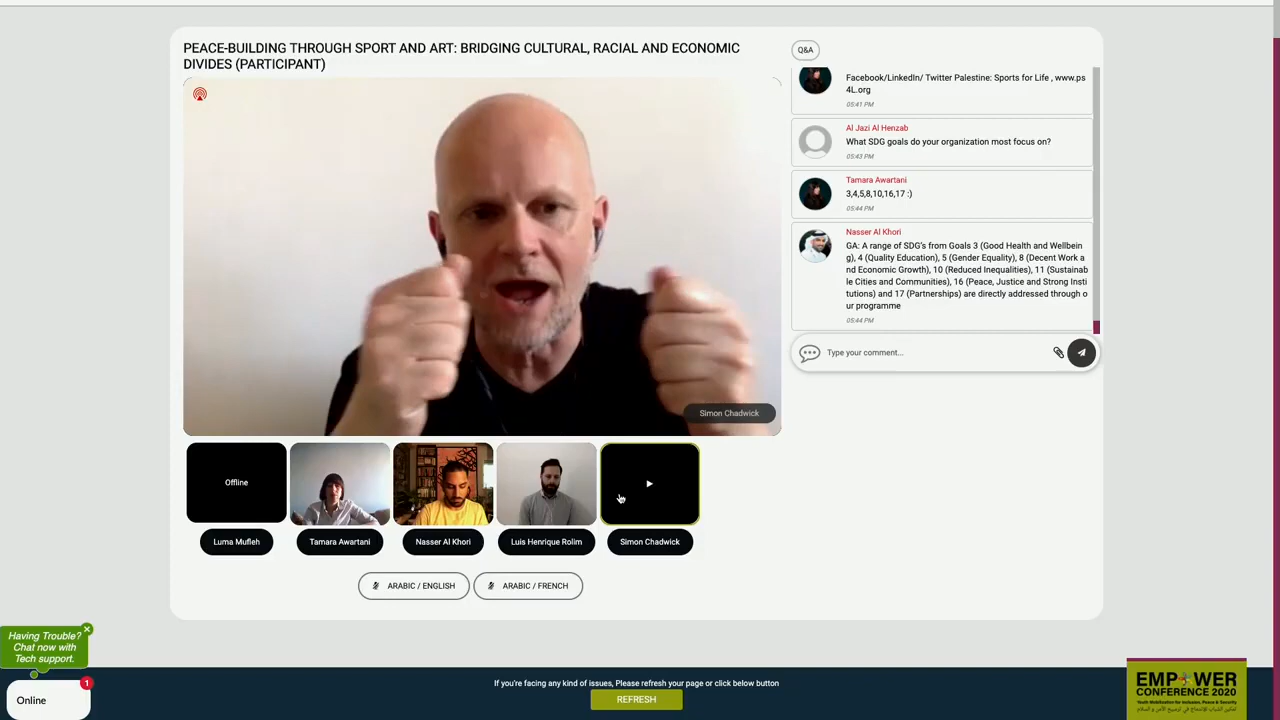 PEACE-BUILDING THROUGH SPORT AND ART: BRIDGING CULTURAL, RACIAL AND ECONOMIC
DIVIDES (PARTICIPANT)
Simon Chadwick
Offline
Luma Mufleh
Tamara Awartani
Nasser Al Khori
Luis Henrique Rolim
Simon Chadwick
ARABIC / ENGLISH
ARABIC / FRENCH
Q&A
Facebook/LinkedIn/ Twitter Palestine: Sports for Life , www.ps
4L.org
05:41 PM
Al Jazi Al Henzab
What SDG goals do your organization most focus on?
05:43 PM
Tamara Awartani
3,4,5,8,10,16,17 :)
05:44 PM
Nasser Al Khori
GA: A range of SDG's from Goals 3 (Good Health and Wellbein
g), 4 (Quality Education), 5 (Gender Equality), 8 (Decent Work a
nd Economic Growth), 10 (Reduced Inequalities), 11 (Sustainab
le Cities and Communities), 16 (Peace, Justice and Strong Insti
tutions) and 17 (Partnerships) are directly addressed through o
ur programme
05:44 PM
Type your comment...
Having Trouble?
Chat now with
Tech support.
Online
1
If you're facing any kind of issues, Please refresh your page or click below button
REFRESH
EMPOWER
CONFERENCE 2020
Youth Mobilization for Inclusion, Peace & Security